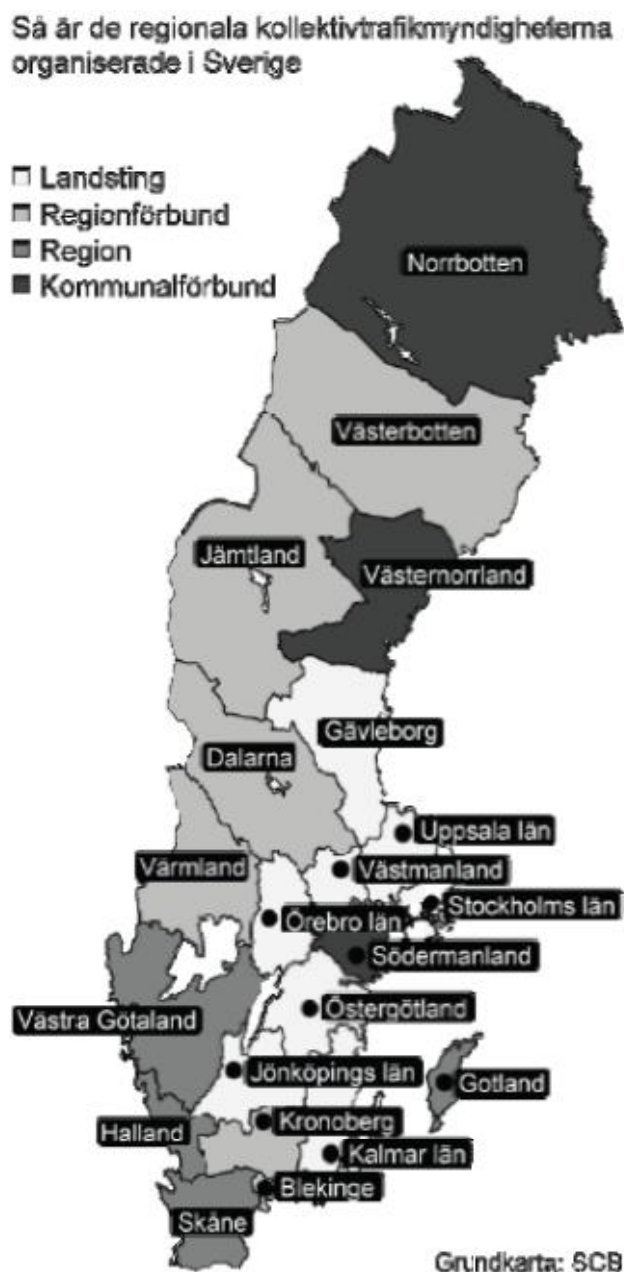 Så är de regionala kollektivtrafikmyndigheterna
organiserade i Sverige
Landsting
Regionförbund
Region
Kommunalförbund
Norrbotten
Västerbotten
Jämtland
Västernorrland
Gävleborg
Dalarna
Uppsala län
Värmland
Västmanland
Stockholms län
Örebro län
Södermanland
Västra Götaland
Östergötland
Jönköpings län
Gotland
Halland
Kronoberg
Kalmar län
Blekinge
Skåne
Grundkarta: SCB